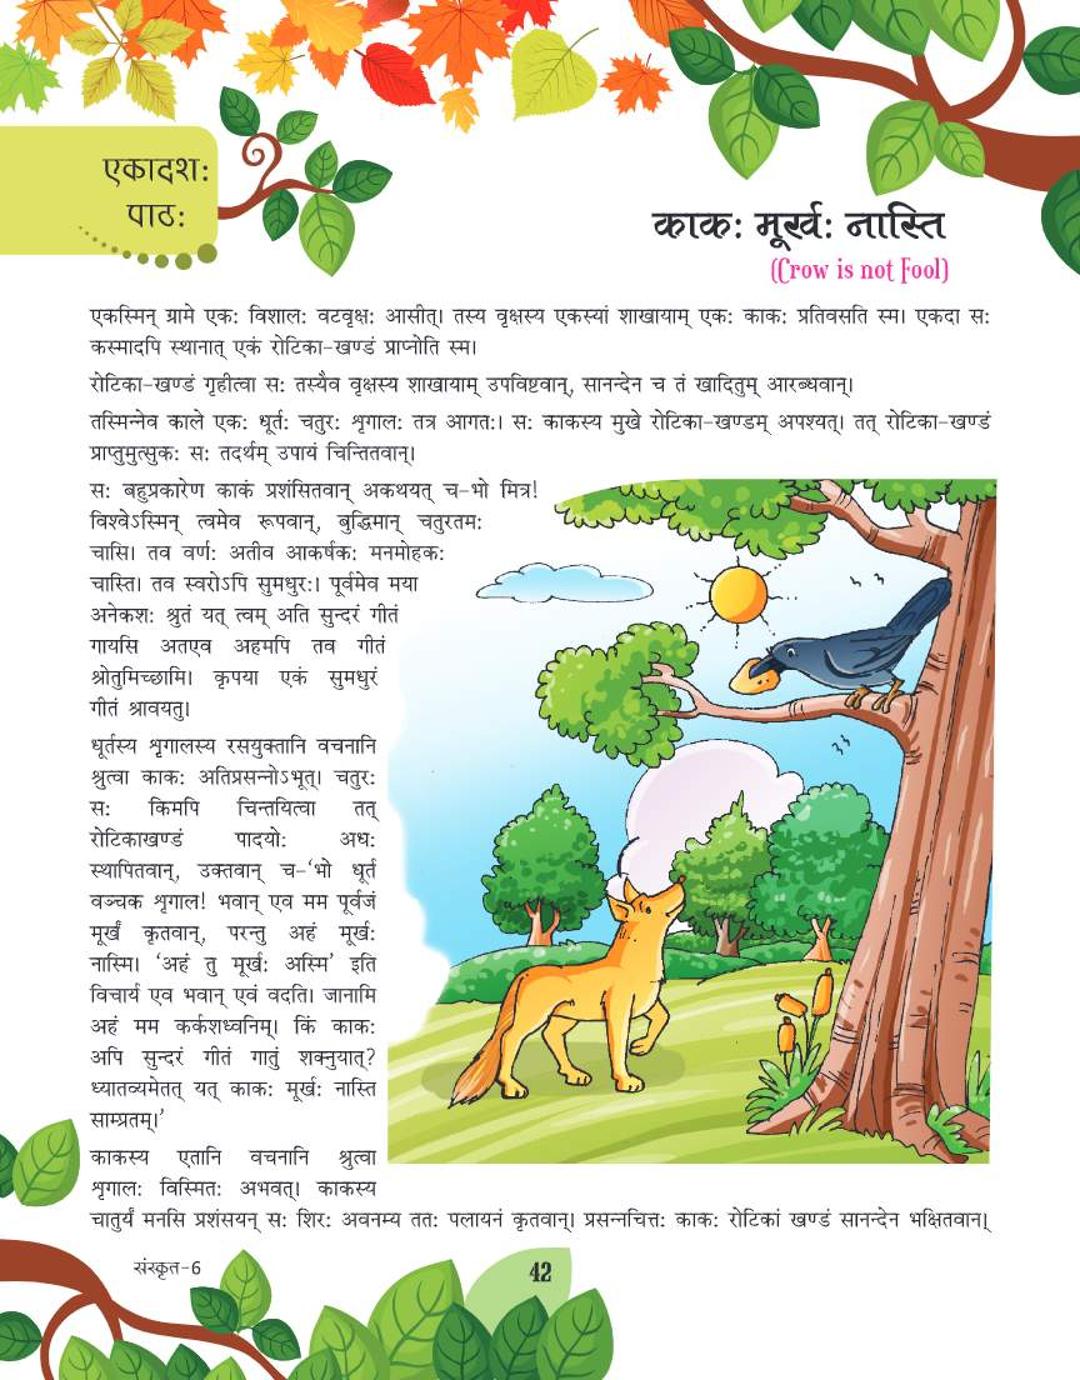 एकादशः
पाठः
काकः मूर्खः नास्ति
(Crow is not Fool)
एकस्मिन् ग्रामे एकः विशालः वटवृक्षः आसीत्। तस्य वृक्षस्य एकस्यां शाखायाम् एकः काकः प्रतिवसति स्म। एकदा सः
कस्मादपि स्थानात् एकं रोटिका-खण्डं प्राप्नोति स्म।
रोटिका-खण्डं गृहीत्वा सः तस्यैव वृक्षस्य शाखायाम् उपविष्टवान्, सानन्देन च तं खादितुम् आरब्धवान्।
तस्मिन्नेव काले एकः धूर्तः चतुरः शृगालः तत्र आगतः। सः काकस्य मुखे रोटिका-खण्डम् अपश्यत्। तत् रोटिका-खण्डं
प्राप्तुमुत्सुकः सः तदर्थम् उपायं चिन्तितवान्।
सः बहुप्रकारेण काकं प्रशंसितवान् अकथयत् च-भो मित्र!
विश्वेऽस्मिन् त्वमेव रूपवान्, बुद्धिमान् चतुरतमः
चासि। तव वर्णः अतीव आकर्षकः मनमोहकः
चास्ति। तव स्वरोऽपि सुमधुरः। पूर्वमेव मया
अनेकशः श्रुतं यत् त्वम् अति सुन्दरं गीतं
गायसि अतएव अहमपि तव गीतं
श्रोतुमिच्छामि। कृपया एकं सुमधुरं
गीतं श्रावयतु।
धूर्तस्य शृगालस्य रसयुक्तानि वचनानि
श्रुत्वा काकः अतिप्रसन्नोऽभूत्। चतुरः
सः किमपि चिन्तयित्वा तत्
रोटिकाखण्डं पादयोः अधः
स्थापितवान्, उक्तवान् च-‘भो धूर्त
वञ्चक शृगाल! भवान् एव मम पूर्वजं
मूर्खं कृतवान्, परन्तु अहं मूर्खः
नास्मि। ‘अहं तु मूर्खः अस्मि’ इति
विचार्य एव भवान् एवं वदति। जानामि
अहं मम कर्कशध्वनिम्। किं काकः
अपि सुन्दरं गीतं गातुं शक्नुयात्?
ध्यातव्यमेतत् यत् काकः मूर्खः नास्ति
साम्प्रतम्।’
काकस्य एतानि वचनानि श्रुत्वा
शृगालः विस्मितः अभवत्। काकस्य
चातुर्यं मनसि प्रशंसयन् सः शिरः अवनम्य ततः पलायनं कृतवान्। प्रसन्नचित्तः काकः रोटिकां खण्डं सानन्देन भक्षितवान्।
संस्कृत-6
42